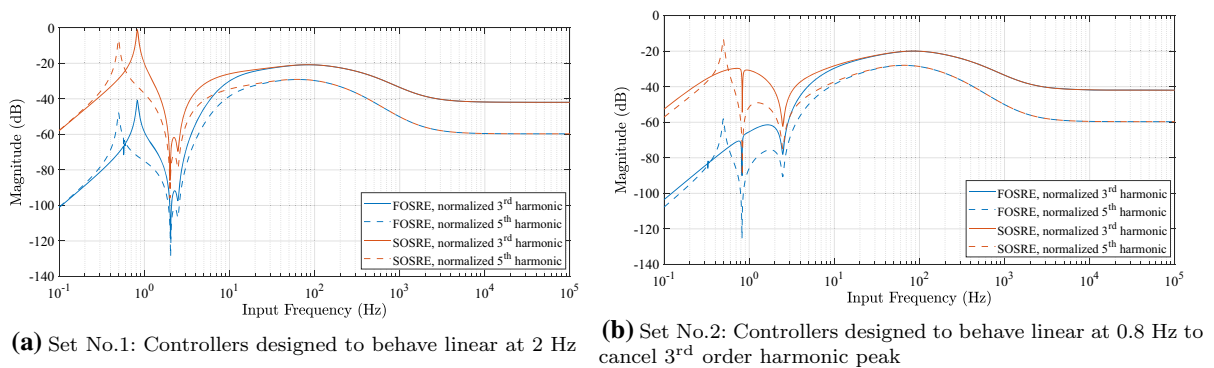 0
-20
-40
-60
-80
-100
-120
-140
Magnitude (dB)
10^-1
10^0
10^1
10^2
10^3
10^4
10^5
Input Frequency (Hz)
FOSRE, normalized 3rd harmonic
FOSRE, normalized 5th harmonic
SOSRE, normalized 3rd harmonic
SOSRE, normalized 5th harmonic
(a) Set No.1: Controllers designed to behave linear at 2 Hz
0
-20
-40
-60
-80
-100
-120
-140
Magnitude (dB)
10^-1
10^0
10^1
10^2
10^3
10^4
10^5
Input Frequency (Hz)
FOSRE, normalized 3rd harmonic
FOSRE, normalized 5th harmonic
SOSRE, normalized 3rd harmonic
SOSRE, normalized 5th harmonic
(b) Set No.2: Controllers designed to behave linear at 0.8 Hz to
cancel 3rd order harmonic peak